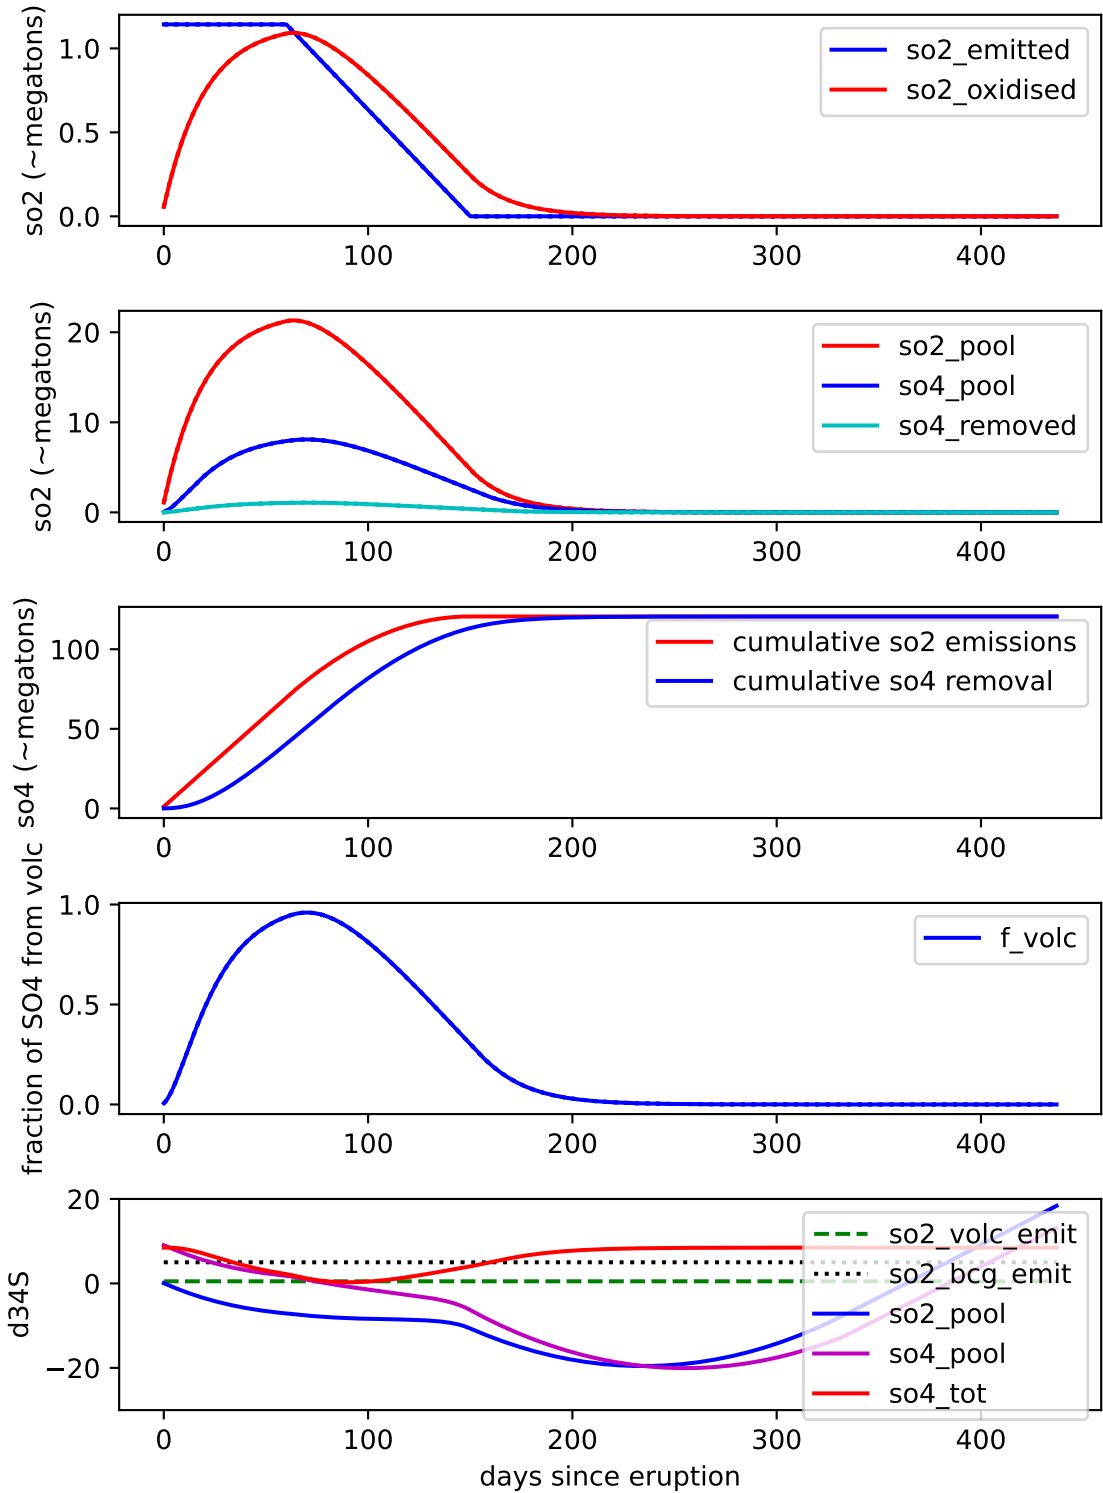 so2 (~megatons)
1.0
0.5
0.0
so2_emitted
so2_oxidised
0 100 200 300 400
so2 (~megatons)
20
10
0
so2_pool
so4_pool
so4_removed
0 100 200 300 400
so4 (~megatons)
100
50
0
cumulative so2 emissions
cumulative so4 removal
0 100 200 300 400
fraction of SO4 from volc
1.0
0.5
0.0
f_volc
0 100 200 300 400
d34S
20
0
−20
so2_volc_emit
so2_bcg_emit
so2_pool
so4_pool
so4_tot
0 100 200 300 400
days since eruption